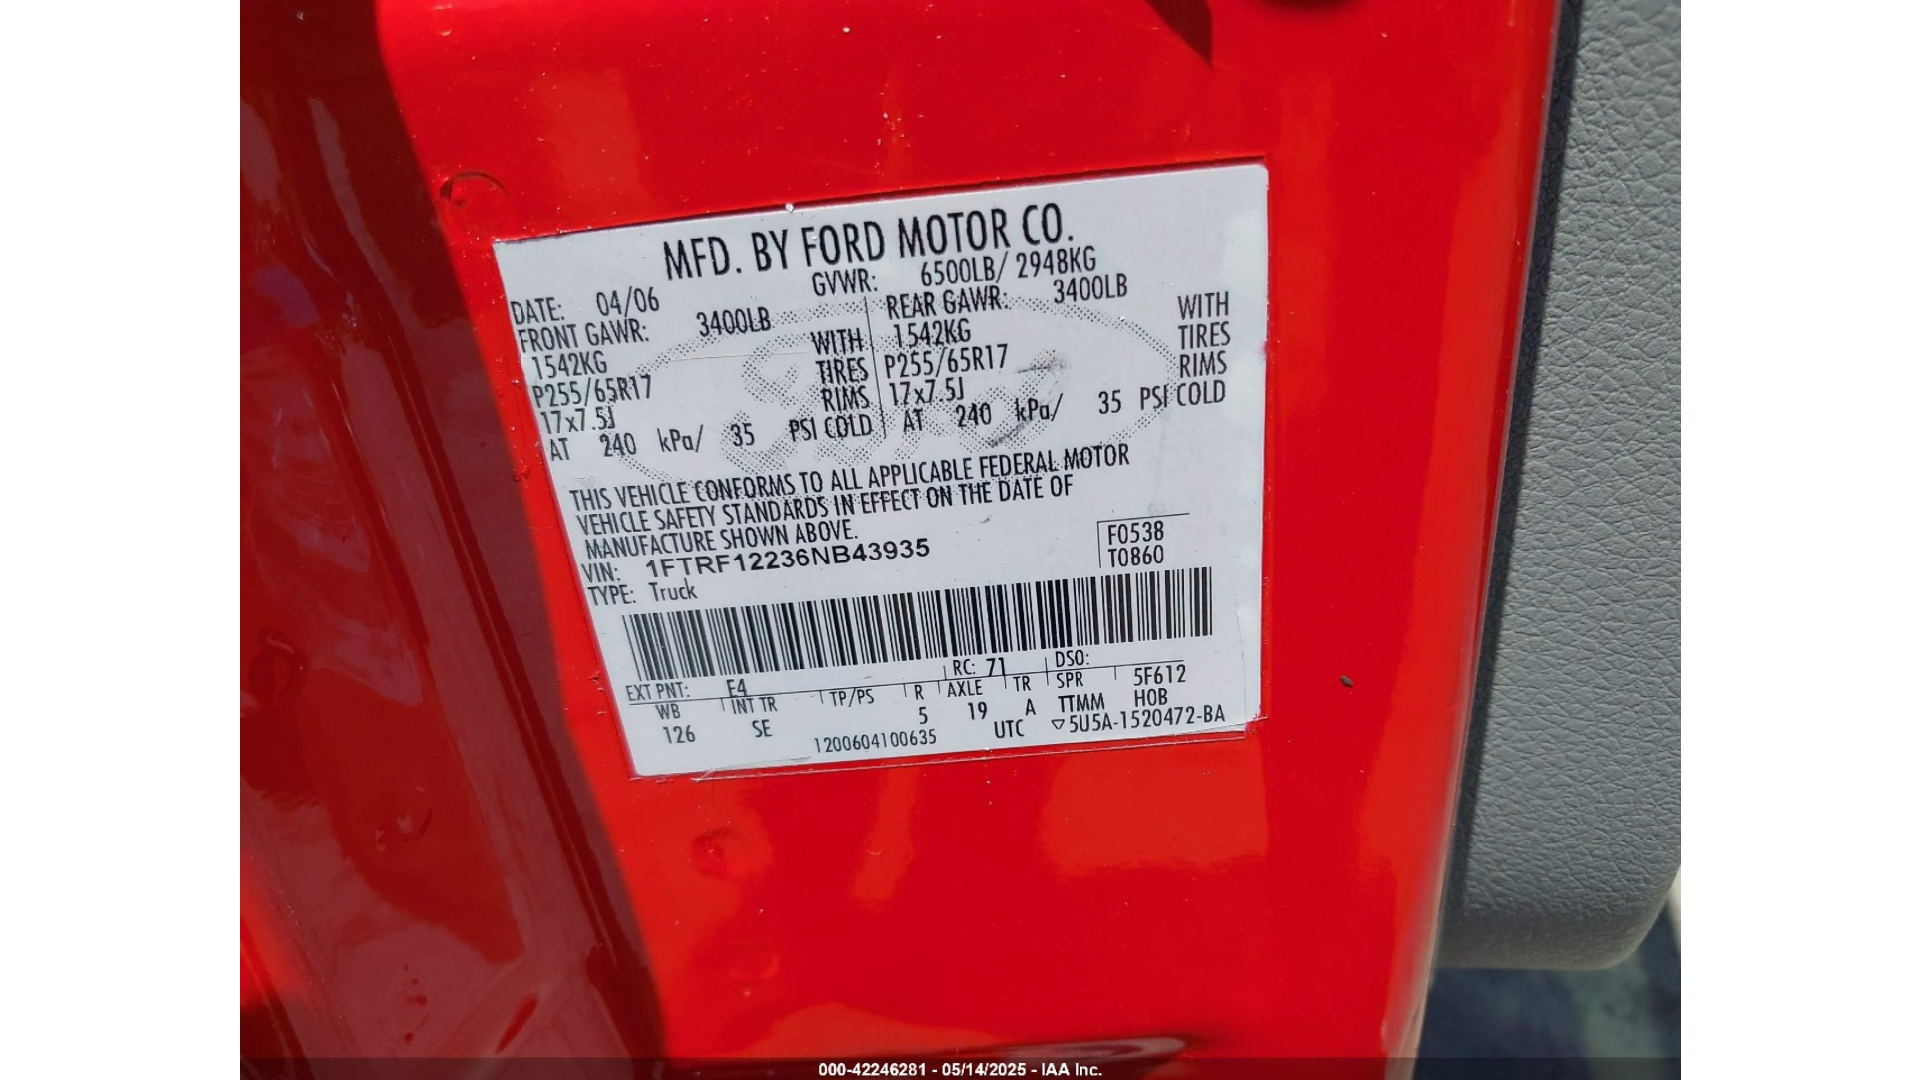 MFD. BY FORD MOTOR CO.
DATE: 04/06 GVWR: 6500LB/ 2948KG
FRONT GAWR: 3400LB REAR GAWR: 3400LB
1542KG WITH 1542KG WITH
P255/65R17 TIRES P255/65R17 TIRES
17x7.5J RIMS 17x7.5J RIMS
AT 240 kPa/ 35 PSI COLD AT 240 kPa/ 35 PSI COLD
THIS VEHICLE CONFORMS TO ALL APPLICABLE FEDERAL MOTOR
VEHICLE SAFETY STANDARDS IN EFFECT ON THE DATE OF
MANUFACTURE SHOWN ABOVE.
VIN: 1FTRF12236NB43935 F0538
TYPE: Truck T0860
EXT PNT: E4 RC: 71 DSO:
WB INT TR TP/PS R AXLE TR SPR 5F612
126 SE 5 19 A TTMM HOB
1200604100635 UTC ▽5U5A-1520472-BA
000-42246281 - 05/14/2025 - IAA Inc.